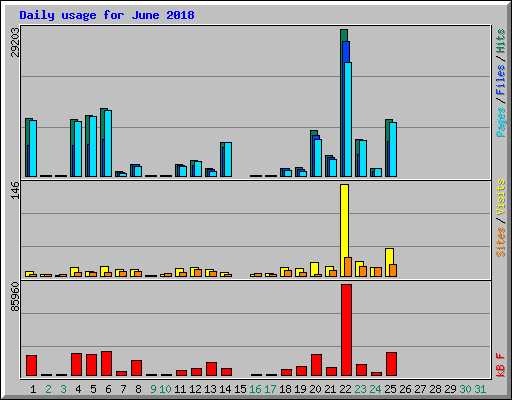 Daily usage for June 2018
29203
146
85960
Pages / Files / Hits
Sites / Visits
kB F
1 2 3 4 5 6 7 8 9 10 11 12 13 14 15 16 17 18 19 20 21 22 23 24 25 26 27 28 29 30 31